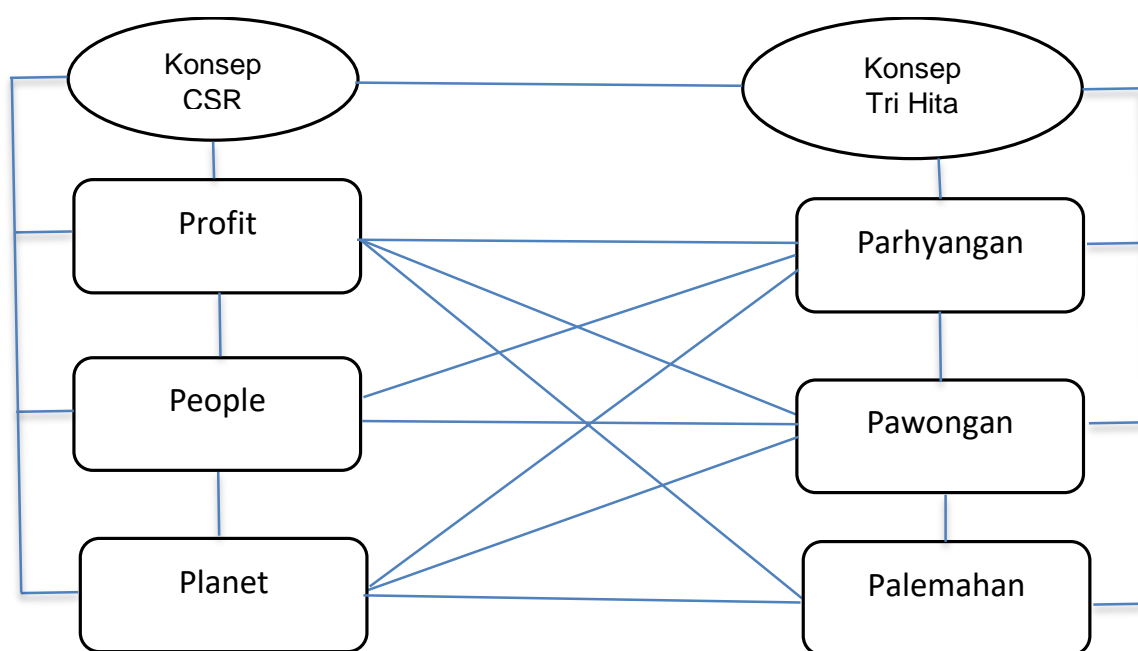 Konsep
CSR
Konsep
Tri Hita
Profit
Parhyangan
People
Pawongan
Planet
Palemahan